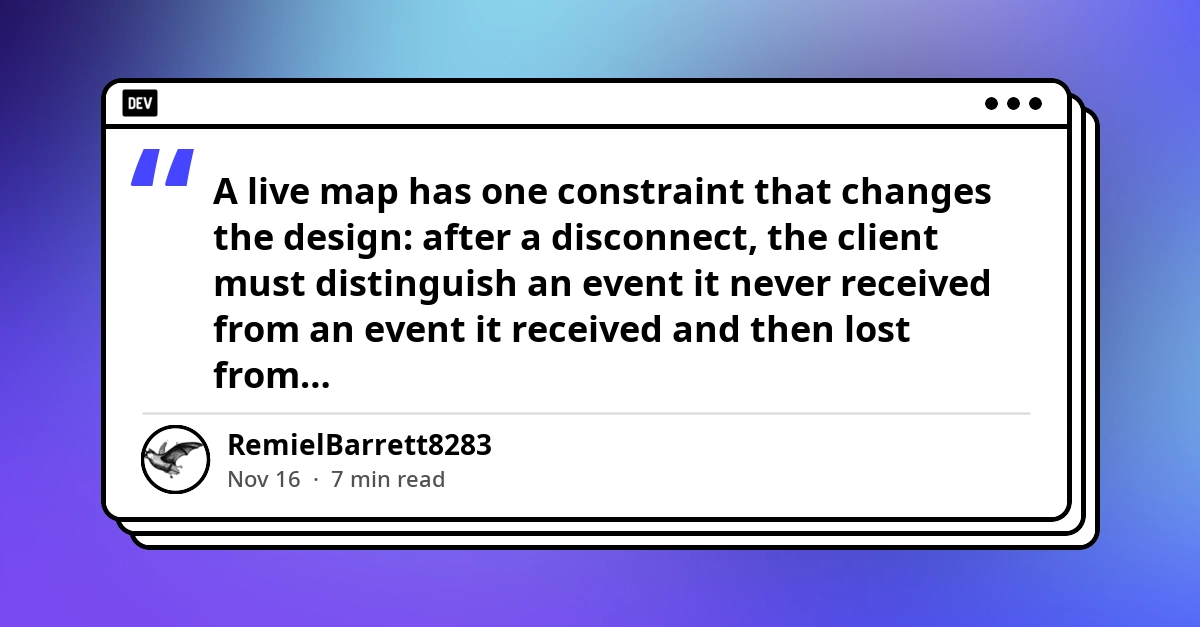 DEV
“
A live map has one constraint that changes
the design: after a disconnect, the client
must distinguish an event it never received
from an event it received and then lost
from...
RemielBarrett8283
Nov 16 · 7 min read